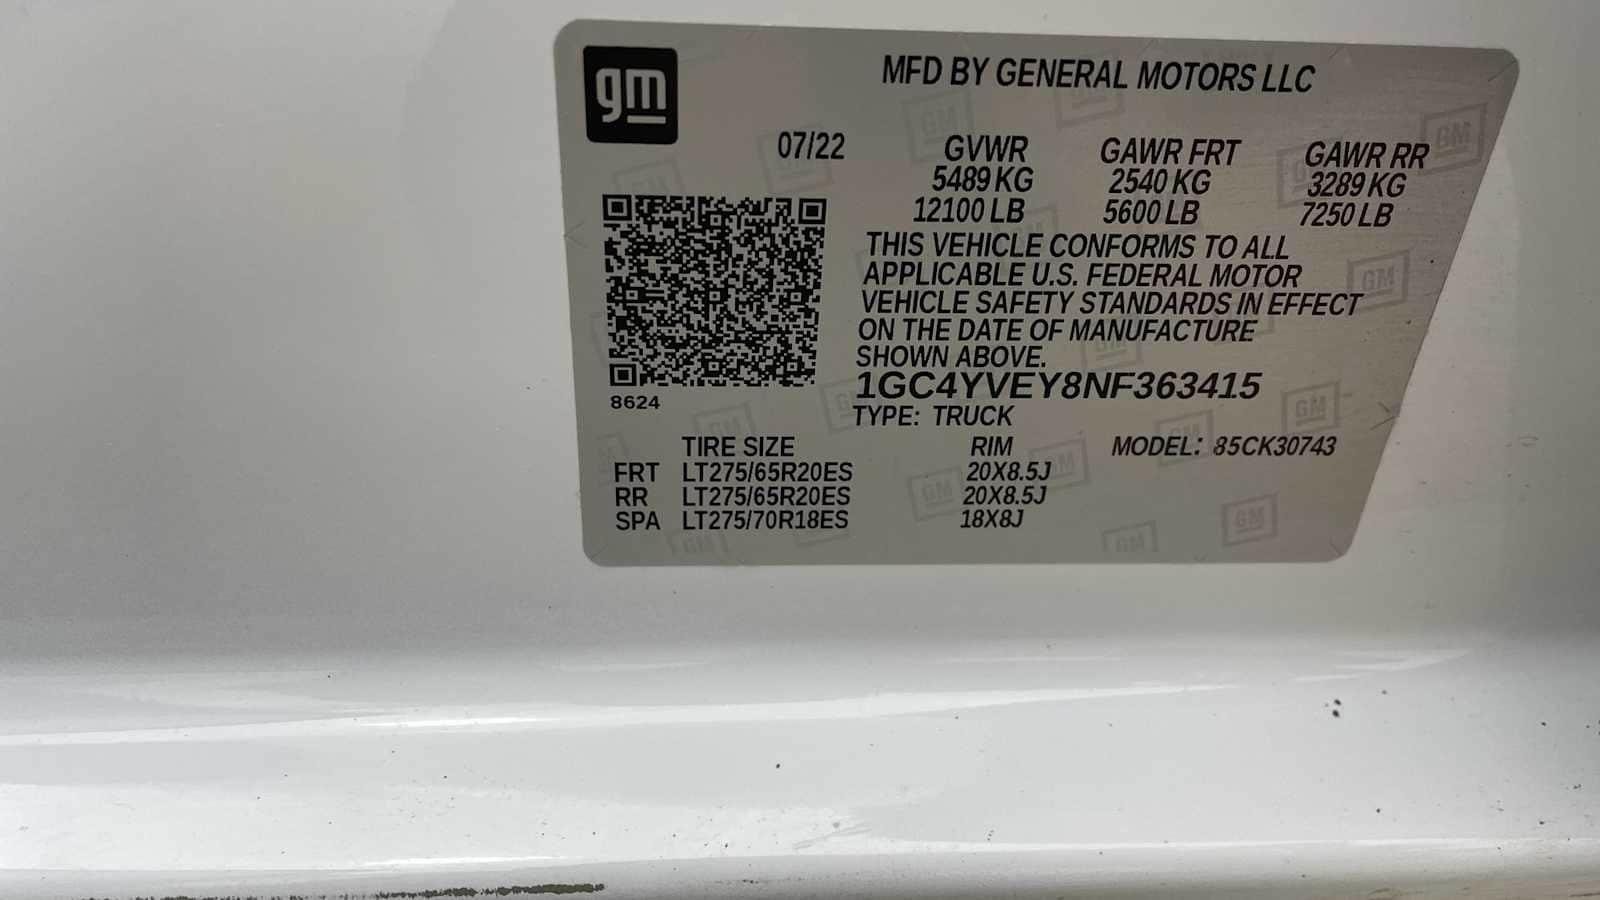 gm
MFD BY GENERAL MOTORS LLC
07/22 GVWR GAWR FRT GAWR RR
5489 KG 2540 KG 3289 KG
12100 LB 5600 LB 7250 LB
THIS VEHICLE CONFORMS TO ALL
APPLICABLE U.S. FEDERAL MOTOR
VEHICLE SAFETY STANDARDS IN EFFECT
ON THE DATE OF MANUFACTURE
SHOWN ABOVE.
1GC4YVEY8NF363415
8624
TYPE: TRUCK
TIRE SIZE RIM MODEL: 85CK30743
FRT LT275/65R20ES 20X8.5J
RR LT275/65R20ES 20X8.5J
SPA LT275/70R18ES 18X8J